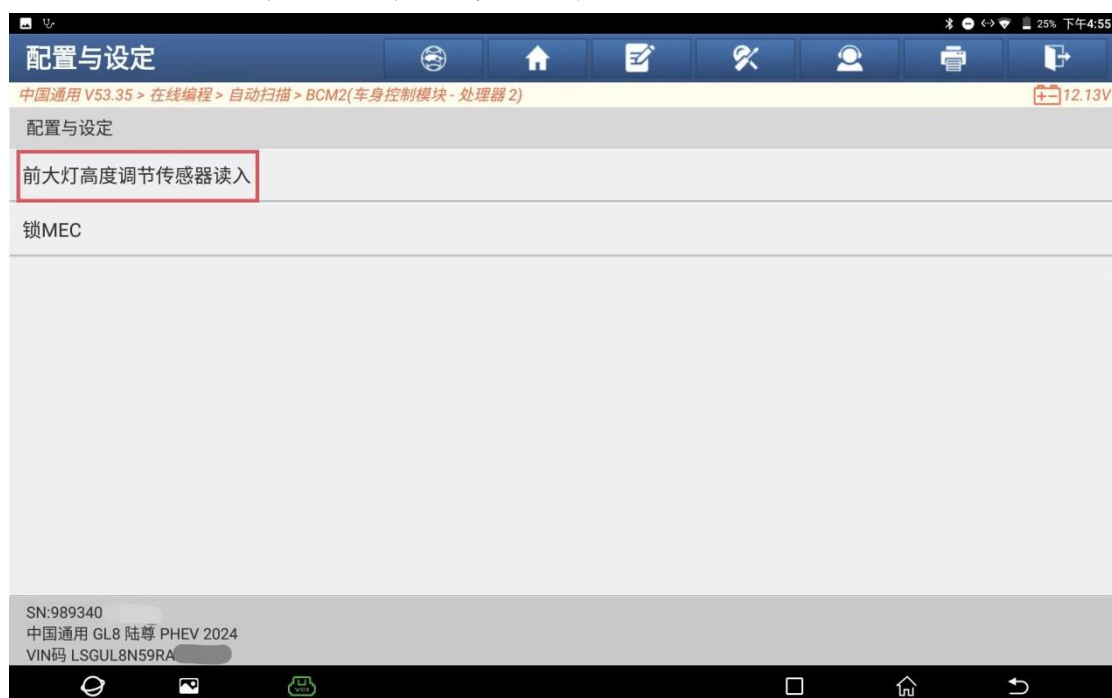 25% 下午4:55
配置与设定
中国通用 V53.35 > 在线编程 > 自动扫描 > BCM2(车身控制模块 - 处理器 2)
12.13V
配置与设定
前大灯高度调节传感器读入
锁MEC
SN:989340
中国通用 GL8 陆尊 PHEV 2024
VIN码 LSGUL8N59RA
VCI